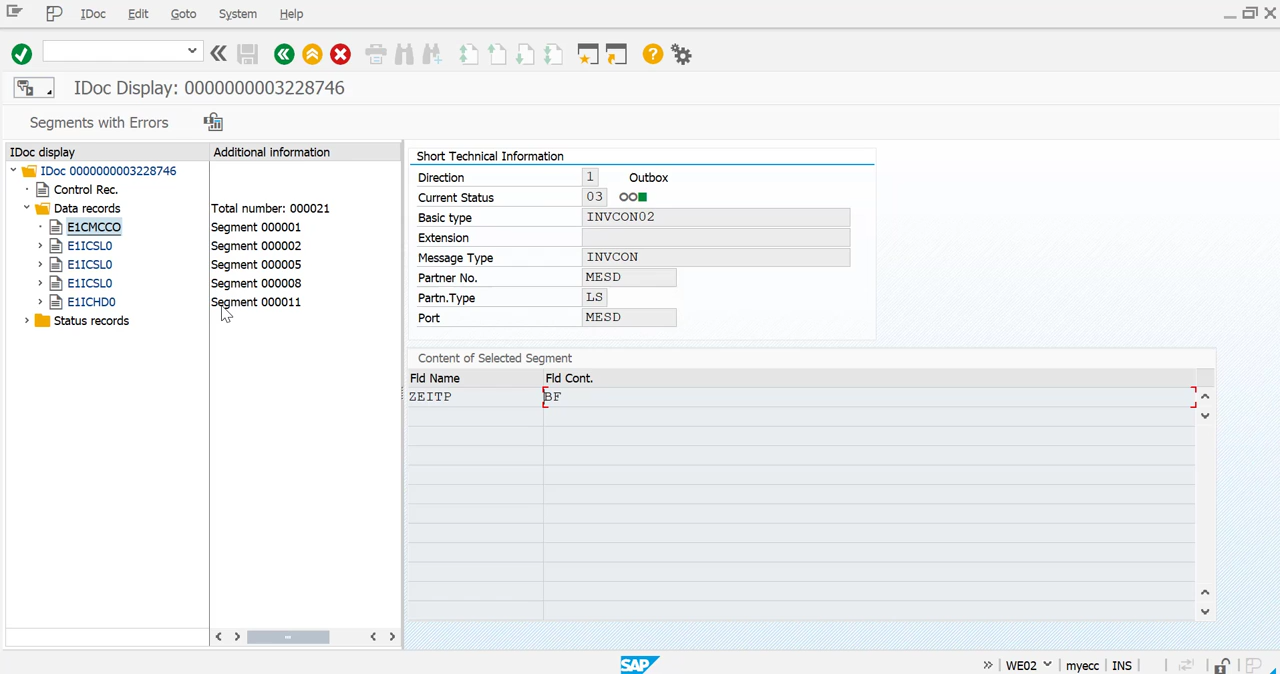 IDoc Edit Goto System Help
IDoc Display: 0000000003228746
Segments with Errors
IDoc display Additional information
IDoc 0000000003228746
Control Rec.
Data records Total number: 000021
E1CMCCO Segment 000001
E1ICSL0 Segment 000002
E1ICSL0 Segment 000005
E1ICSL0 Segment 000008
E1ICHD0 Segment 000011
Status records
Short Technical Information
Direction 1 Outbox
Current Status 03
Basic type INVCON02
Extension
Message Type INVCON
Partner No. MESD
Partn.Type LS
Port MESD
Content of Selected Segment
Fld Name Fld Cont.
ZEITP BF
SAP WE02 myecc INS